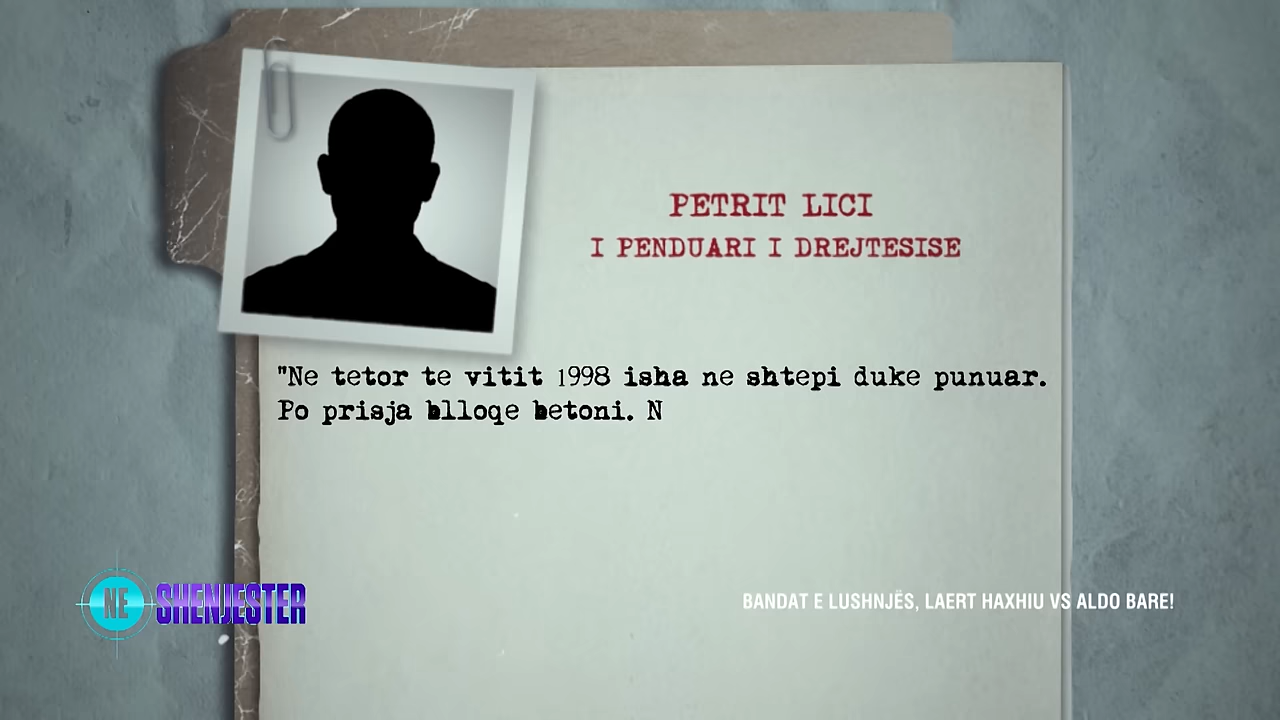 PETRIT LICI
I PENDUARI I DREJTESISE
"Ne tetor te vitit 1998 isha ne shtepi duke punuar.
Po prisja blloqe betoni. N
NE SHENJESTER
BANDAT E LUSHNJËS, LAERT HAXHIU VS ALDO BARE!